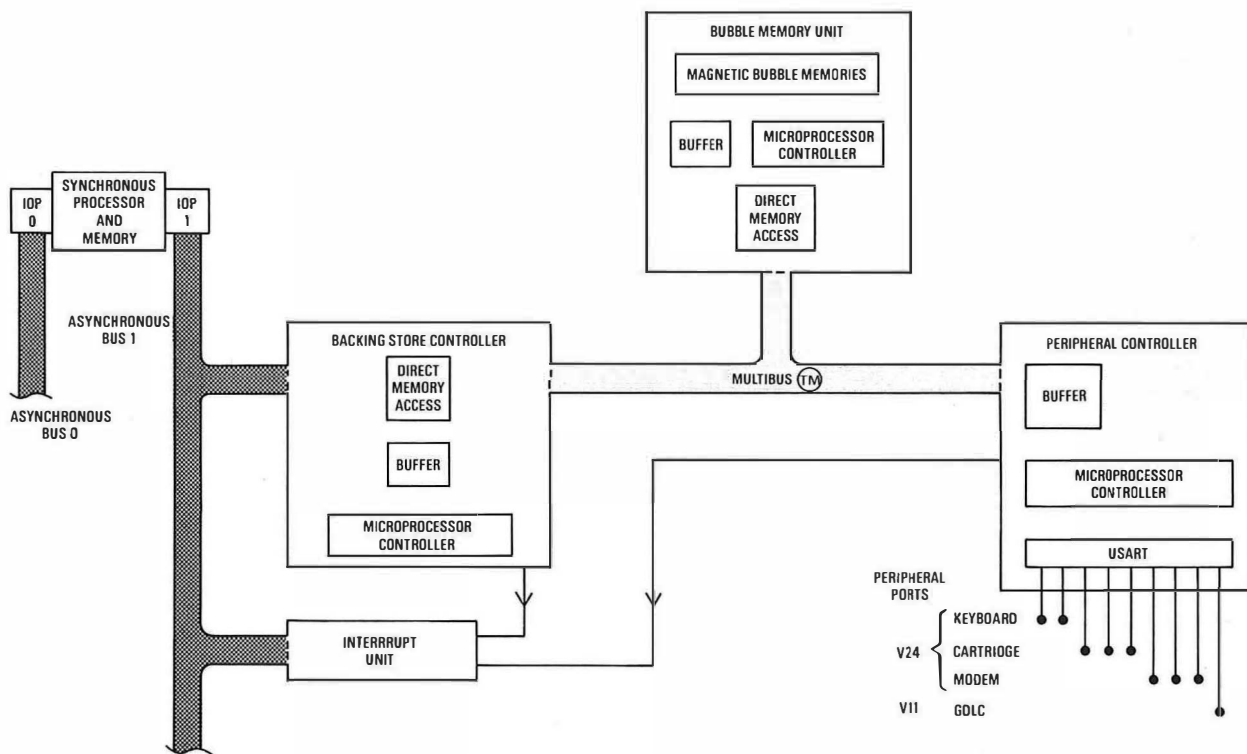 BUBBLE MEMORY UNIT
MAGNETIC BUBBLE MEMORIES
BUFFER
MICROPROCESSOR
CONTROLLER
DIRECT
MEMORY
ACCESS
IOP
0
SYNCHRONOUS
PROCESSOR
AND
MEMORY
IOP
1
ASYNCHRONOUS
BUS 1
ASYNCHRONOUS
BUS 0
BACKING STORE CONTROLLER
DIRECT
MEMORY
ACCESS
BUFFER
MICROPROCESSOR
CONTROLLER
MULTIBUS TM
PERIPHERAL CONTROLLER
BUFFER
MICROPROCESSOR
CONTROLLER
USART
INTERRRUPT
UNIT
PERIPHERAL
PORTS
KEYBOARD
V24 CARTRIOGE
MODEM
V11 GDLC